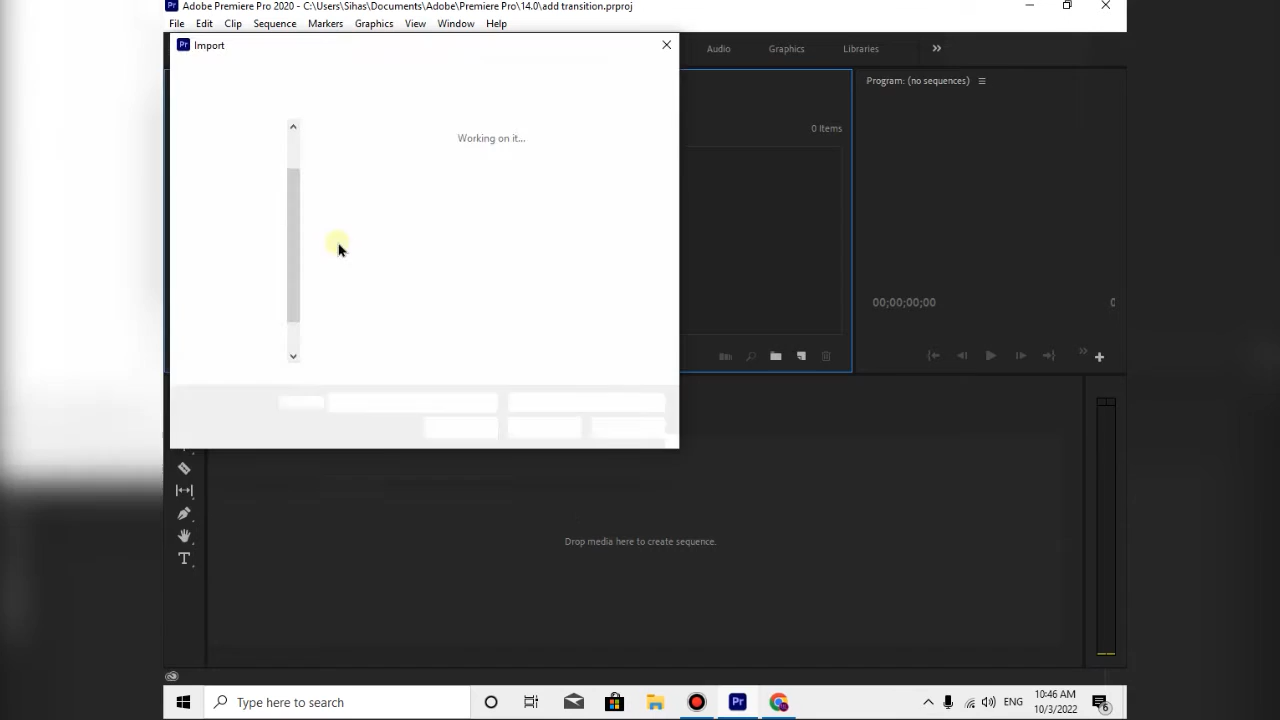 Adobe Premiere Pro 2020 - C:\Users\Sihas\Documents\Adobe\Premiere Pro\14.0\add transition.prproj
File Edit Clip Sequence Markers Graphics View Window Help
Import
Audio Graphics Libraries
Program: (no sequences)
0 Items
Working on it...
00;00;00;00
Drop media here to create sequence.
Type here to search
ENG
10:46 AM
10/3/2022
6